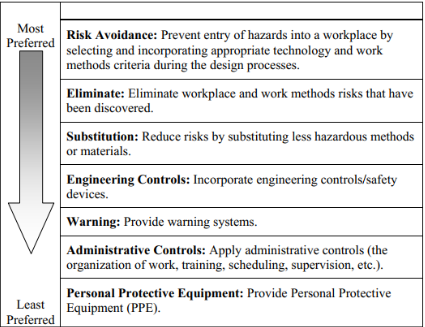 Most
Preferred
Risk Avoidance: Prevent entry of hazards into a workplace by
selecting and incorporating appropriate technology and work
methods criteria during the design processes.
Eliminate: Eliminate workplace and work methods risks that have
been discovered.
Substitution: Reduce risks by substituting less hazardous methods
or materials.
Engineering Controls: Incorporate engineering controls/safety
devices.
Warning: Provide warning systems.
Administrative Controls: Apply administrative controls (the
organization of work, training, scheduling, supervision, etc.).
Personal Protective Equipment: Provide Personal Protective
Equipment (PPE).
Least
Preferred